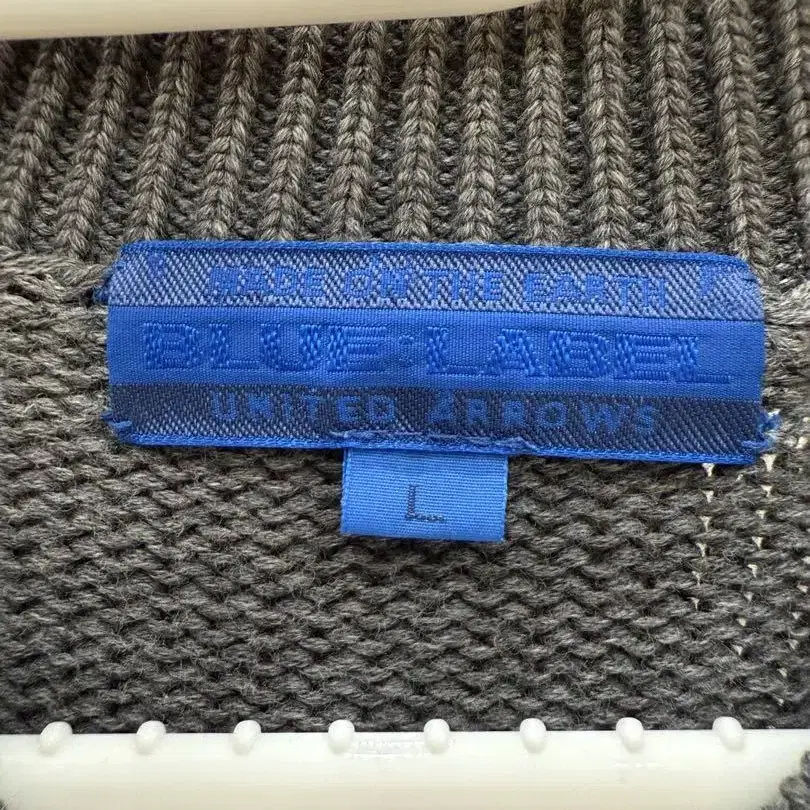 MADE ON THE EARTH
BLUE:LABEL
UNITED ARROWS
L